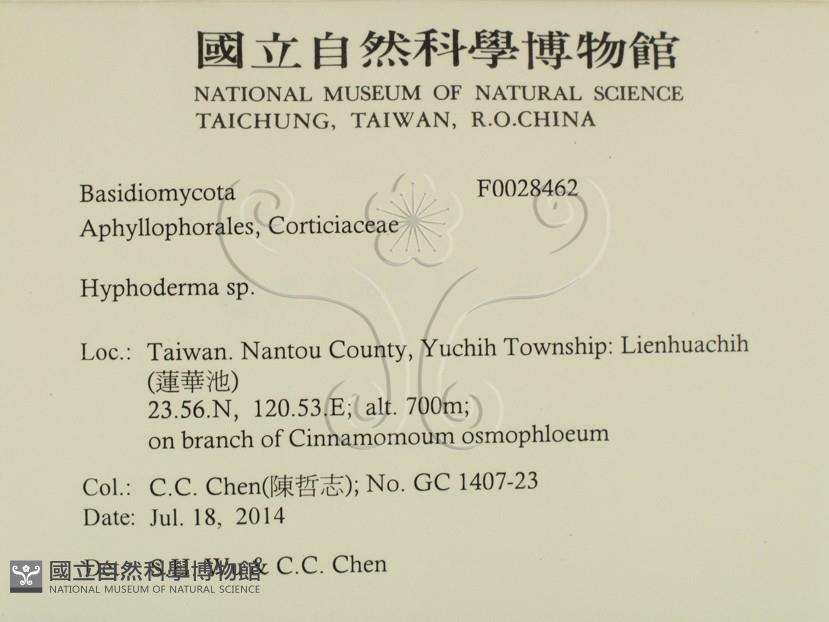 國立自然科學博物館
NATIONAL MUSEUM OF NATURAL SCIENCE
TAICHUNG, TAIWAN, R.O.CHINA
Basidiomycota F0028462
Aphyllophorales, Corticiaceae
Hyphoderma sp.
Loc.: Taiwan. Nantou County, Yuchih Township: Lienhuachih
(蓮華池)
23.56.N, 120.53.E; alt. 700m;
on branch of Cinnamomoum osmophloeum
Col.: C.C. Chen(陳哲志); No. GC 1407-23
Date: Jul. 18, 2014
Det.: S.H. Wu & C.C. Chen
國立自然科學博物館
NATIONAL MUSEUM OF NATURAL SCIENCE